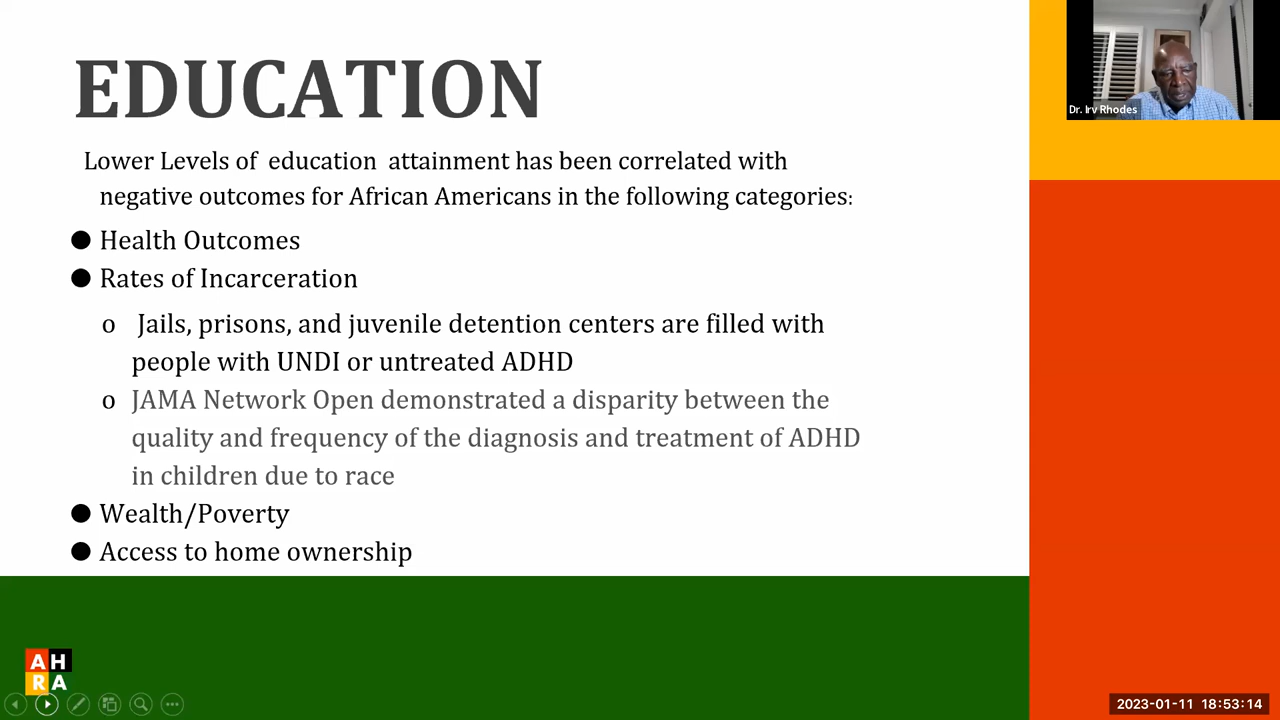 EDUCATION
Lower Levels of education attainment has been correlated with
negative outcomes for African Americans in the following categories:
● Health Outcomes
● Rates of Incarceration
o Jails, prisons, and juvenile detention centers are filled with
people with UNDI or untreated ADHD
o JAMA Network Open demonstrated a disparity between the
quality and frequency of the diagnosis and treatment of ADHD
in children due to race
● Wealth/Poverty
● Access to home ownership
Dr. Irv Rhodes
AH
RA
2023-01-11 18:53:14